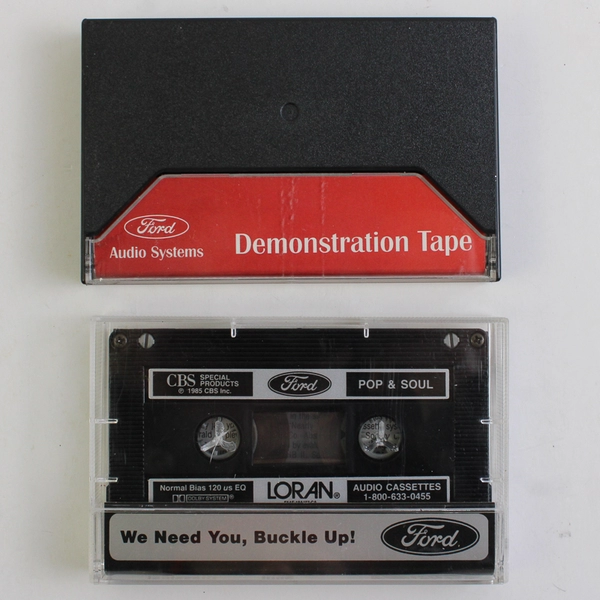 Ford
Audio Systems
Demonstration Tape
CBS SPECIAL PRODUCTS
℗ 1985 CBS Inc.
Ford
POP & SOUL
Normal Bias 120 us EQ
DOLBY SYSTEM®
LORAN®
AUDIO CASSETTES
1-800-633-0455
We Need You, Buckle Up!
Ford